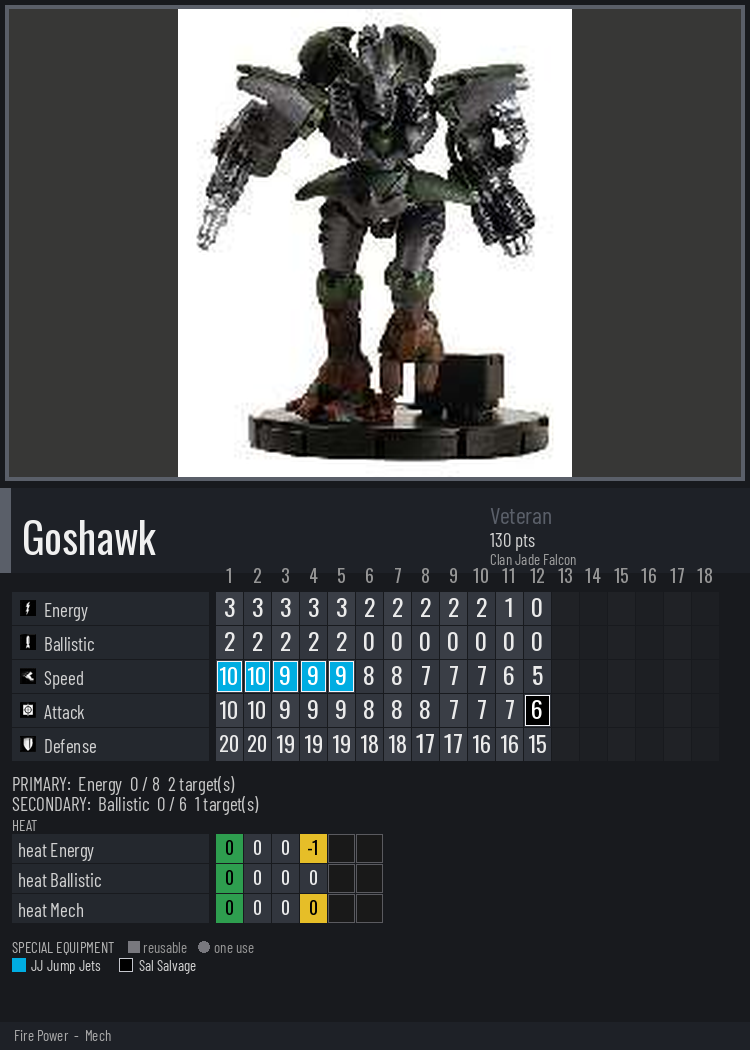 Goshawk
Veteran
130 pts
Clan Jade Falcon
1 2 3 4 5 6 7 8 9 10 11 12 13 14 15 16 17 18
Energy 3 3 3 3 3 2 2 2 2 2 1 0
Ballistic 2 2 2 2 2 0 0 0 0 0 0 0
Speed 10 10 9 9 9 8 8 7 7 7 6 5
Attack 10 10 9 9 9 8 8 8 7 7 7 6
Defense 20 20 19 19 19 18 18 17 17 16 16 15
PRIMARY: Energy 0 / 8 2 target(s)
SECONDARY: Ballistic 0 / 6 1 target(s)
HEAT
heat Energy 0 0 0 -1
heat Ballistic 0 0 0 0
heat Mech 0 0 0 0
SPECIAL EQUIPMENT reusable one use
JJ Jump Jets Sal Salvage
Fire Power - Mech